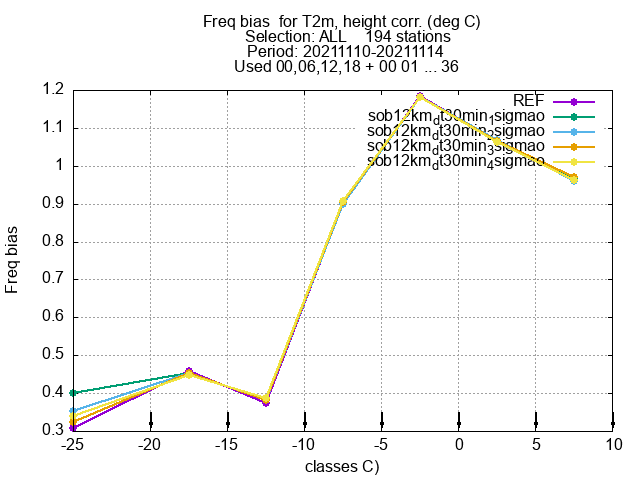 Freq bias  for T2m, height corr. (deg C)
Selection: ALL    194 stations
Period: 20211110-20211114
Used 00,06,12,18 + 00 01 ... 36
REF
sob12km_dt30min_1sigmao
sob12km_dt30min_2sigmao
sob12km_dt30min_3sigmao
sob12km_dt30min_4sigmao
1.2
1.1
1
0.9
0.8
0.7
0.6
0.5
0.4
0.3
Freq bias
-25 -20 -15 -10 -5 0 5 10
classes C)